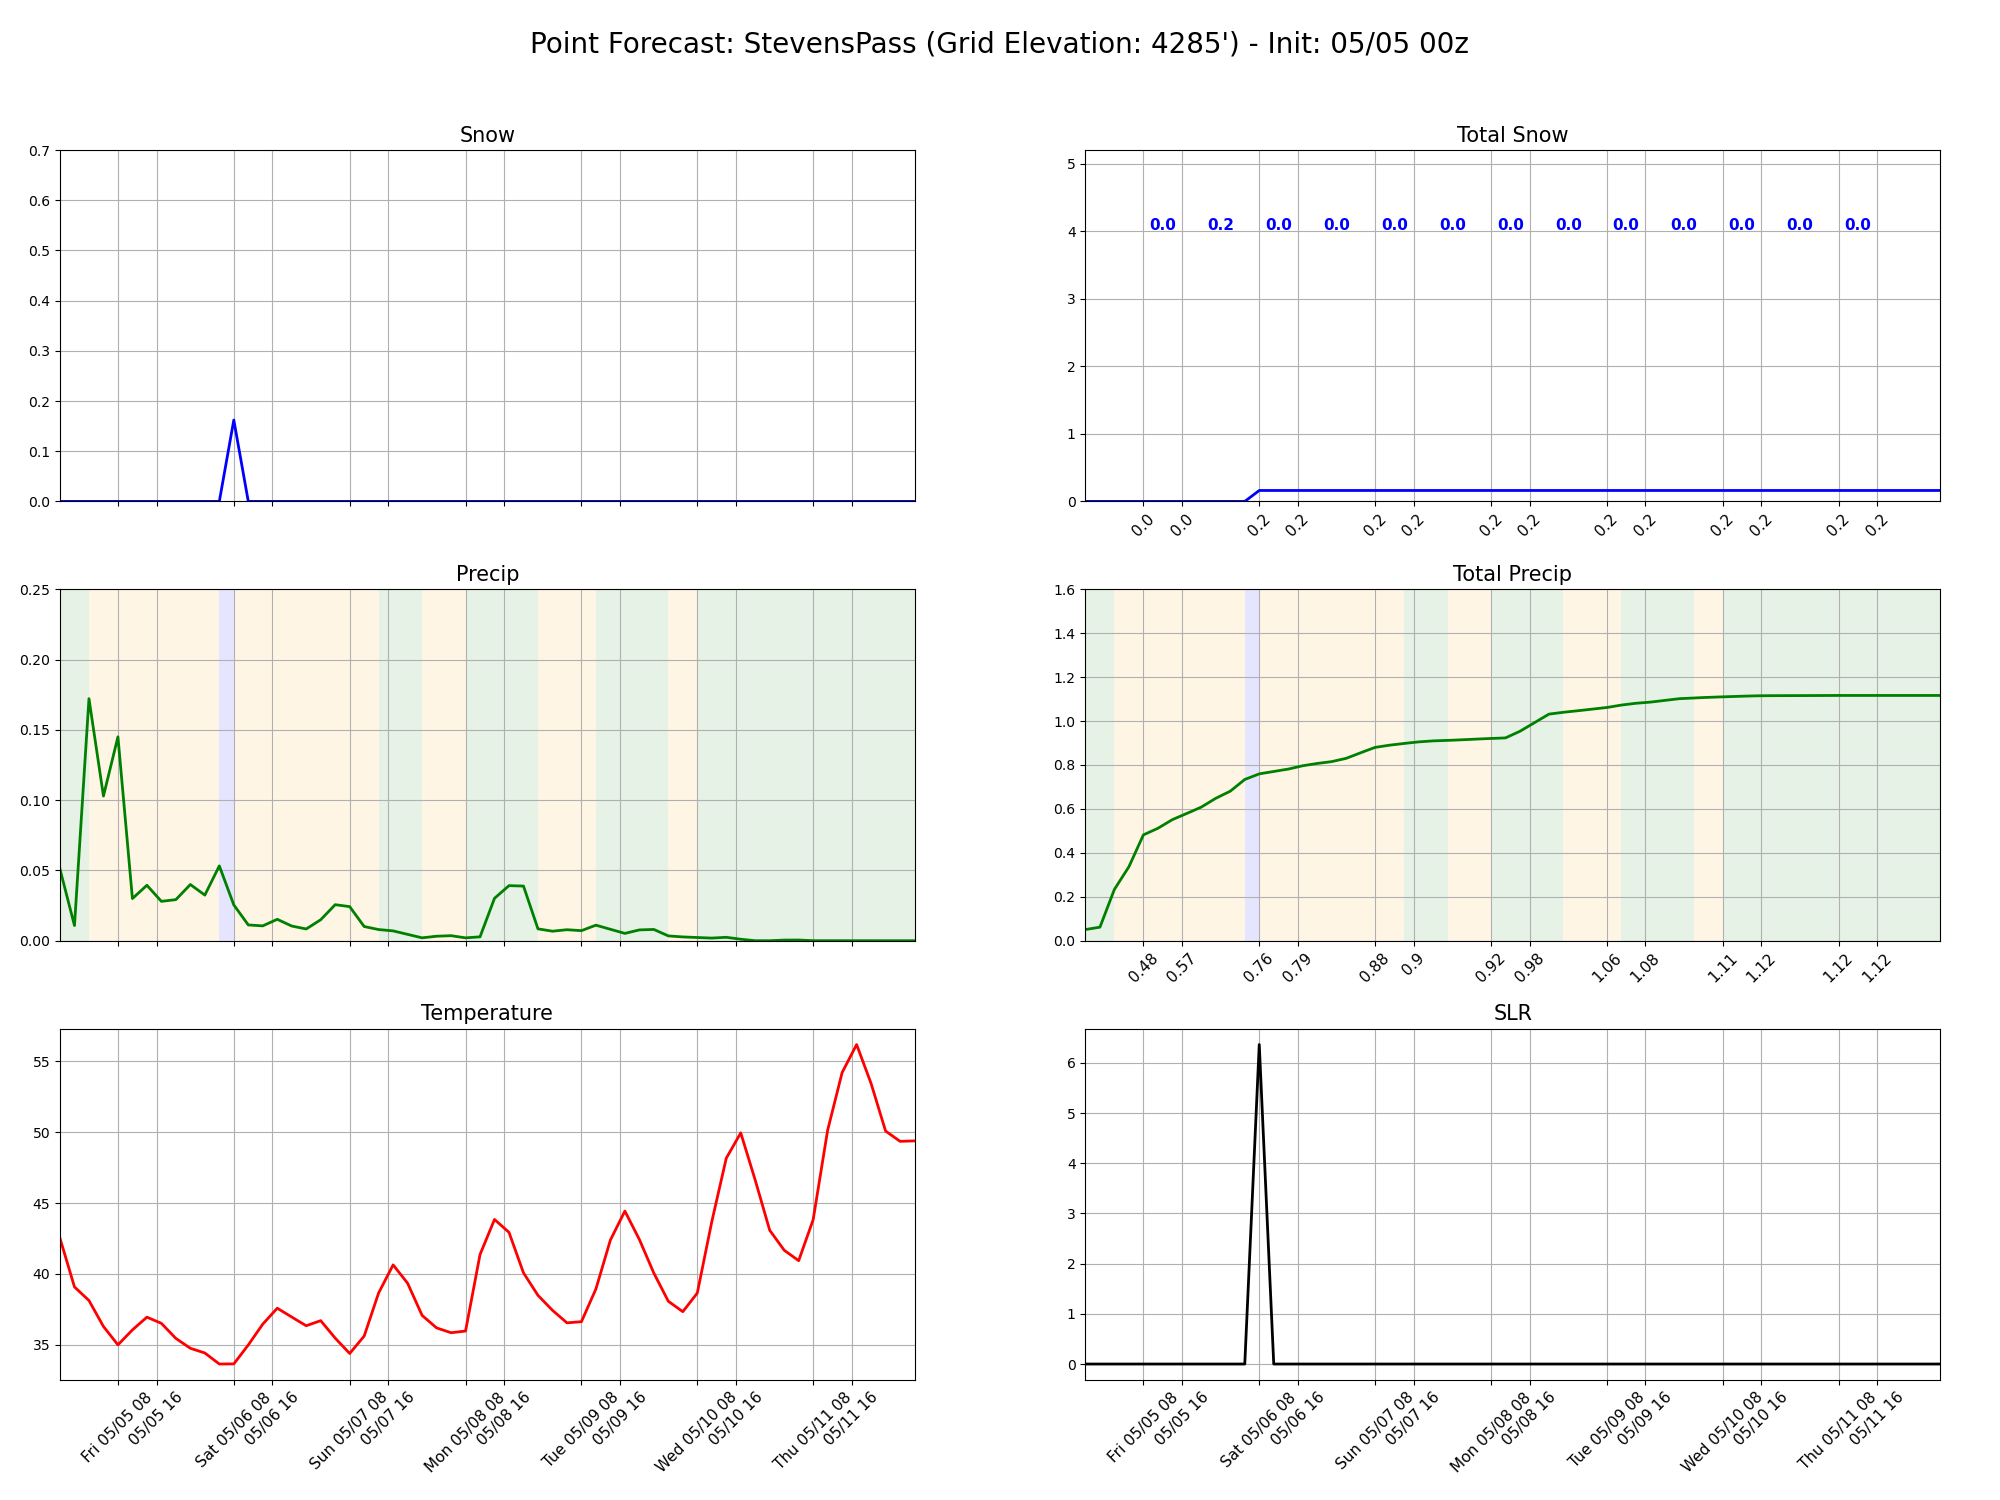 Point Forecast: StevensPass (Grid Elevation: 4285') - Init: 05/05 00z
Snow
0.7
0.6
0.5
0.4
0.3
0.2
0.1
0.0
Total Snow
5
4
3
2
1
0
0.0 0.2 0.0 0.0 0.0 0.0 0.0 0.0 0.0 0.0 0.0 0.0 0.0
0.0 0.0 0.2 0.2 0.2 0.2 0.2 0.2 0.2 0.2 0.2 0.2 0.2 0.2
Precip
0.25
0.20
0.15
0.10
0.05
0.00
Total Precip
1.6
1.4
1.2
1.0
0.8
0.6
0.4
0.2
0.0
0.48 0.57 0.76 0.79 0.88 0.9 0.92 0.98 1.06 1.08 1.11 1.12 1.12 1.12
Temperature
55
50
45
40
35
Fri 05/05 08
05/05 16
Sat 05/06 08
05/06 16
Sun 05/07 08
05/07 16
Mon 05/08 08
05/08 16
Tue 05/09 08
05/09 16
Wed 05/10 08
05/10 16
Thu 05/11 08
05/11 16
SLR
6
5
4
3
2
1
0
Fri 05/05 08
05/05 16
Sat 05/06 08
05/06 16
Sun 05/07 08
05/07 16
Mon 05/08 08
05/08 16
Tue 05/09 08
05/09 16
Wed 05/10 08
05/10 16
Thu 05/11 08
05/11 16